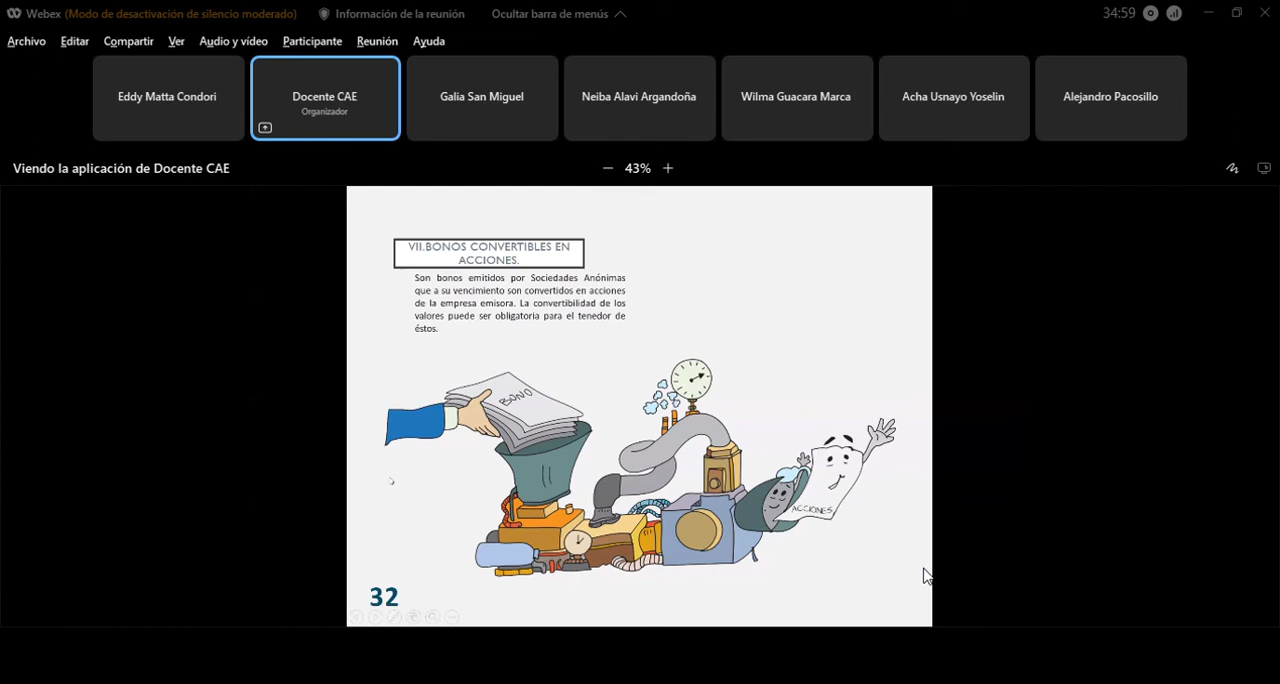 Webex (Modo de desactivación de silencio moderado) Información de la reunión Ocultar barra de menús 34:59
Archivo Editar Compartir Ver Audio y vídeo Participante Reunión Ayuda
Eddy Matta Condori
Docente CAE
Organizador
Galia San Miguel
Neiba Alavi Argandoña
Wilma Guacara Marca
Acha Usnayo Yoselin
Alejandro Pacosillo
Viendo la aplicación de Docente CAE
43%
VII.BONOS CONVERTIBLES EN
ACCIONES.
Son bonos emitidos por Sociedades Anónimas
que a su vencimiento son convertidos en acciones
de la empresa emisora. La convertibilidad de los
valores puede ser obligatoria para el tenedor de
éstos.
BONO
ACCIONES
32